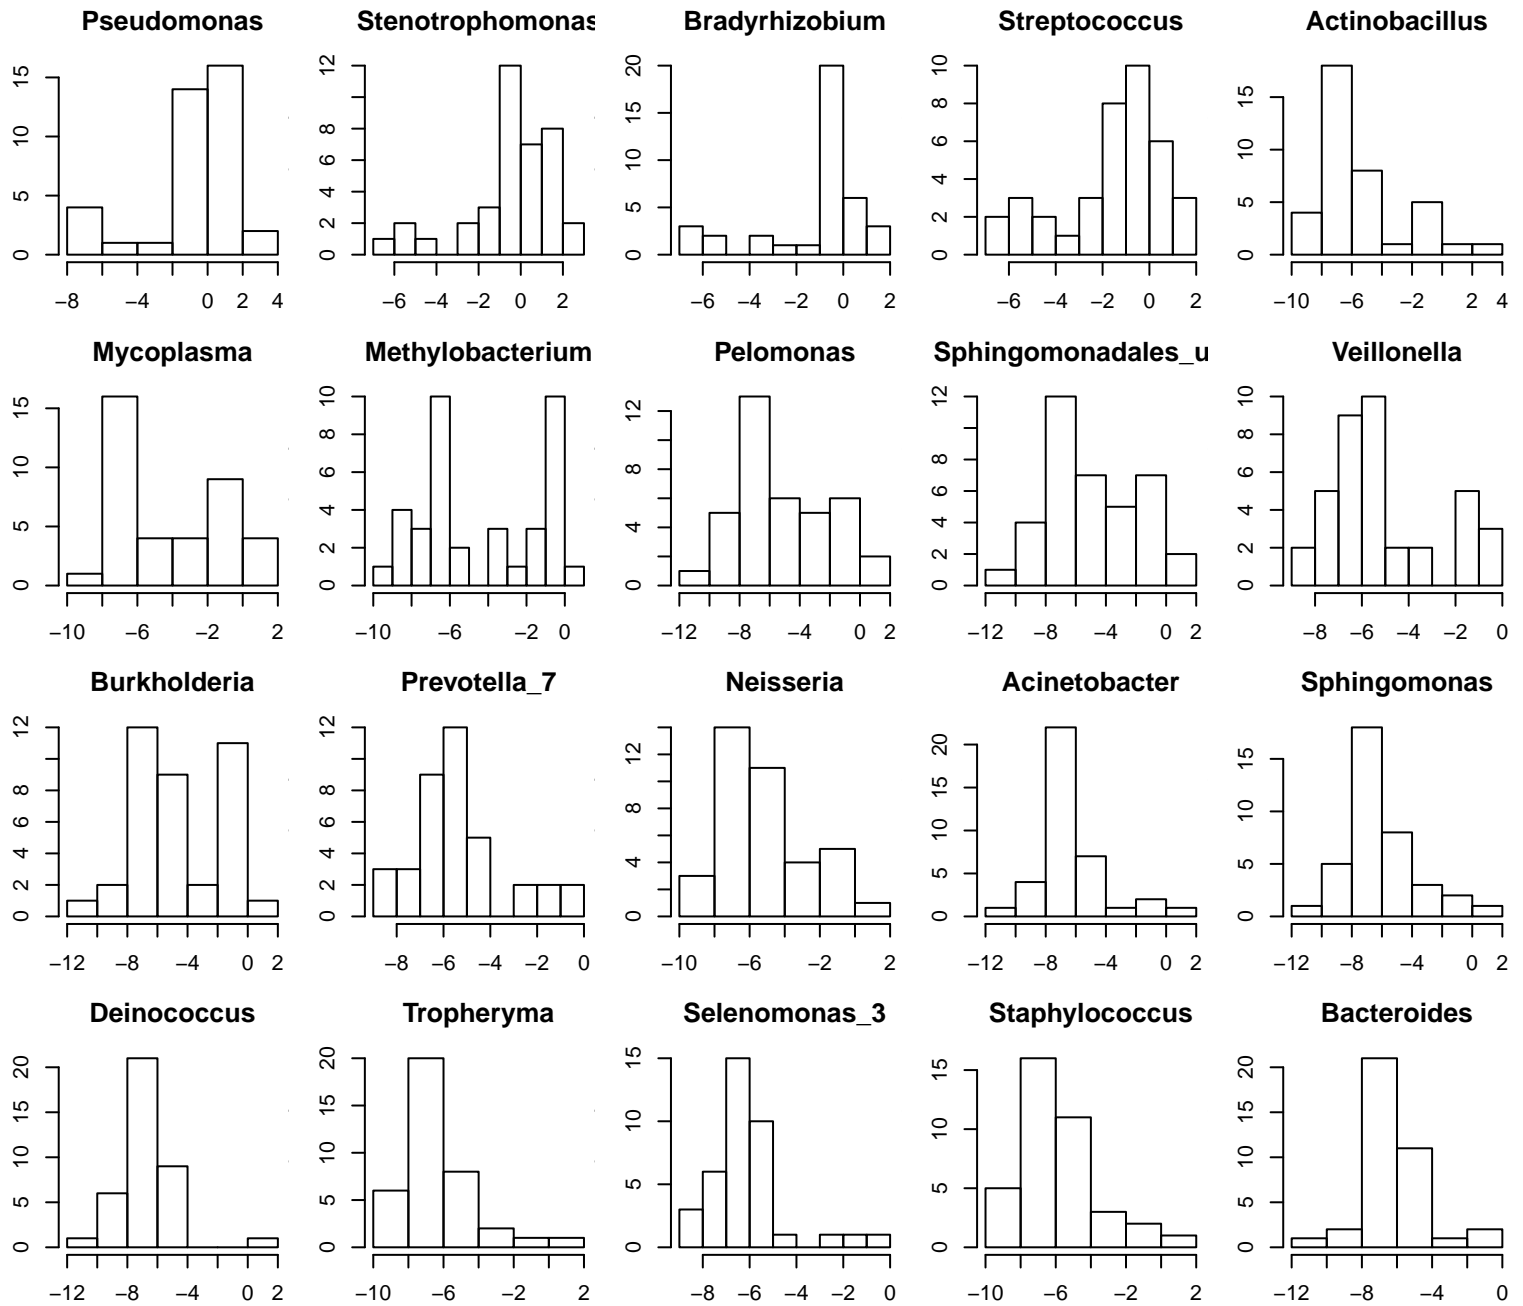 Pseudomonas Stenotrophomonas Bradyrhizobium Streptococcus Actinobacillus
0 5 10 15 0 2 4 6 8 12 0 5 10 15 20 0 2 4 6 8 10 0 5 10 15
−8 −4 0 2 4 −6 −4 −2 0 2 −6 −4 −2 0 2 −6 −4 −2 0 2 −10 −6 −2 2 4
Mycoplasma Methylobacterium Pelomonas Sphingomonadales_u Veillonella
0 5 10 15 0 2 4 6 8 10 0 4 8 12 0 2 4 6 8 12 0 2 4 6 8 10
−10 −6 −2 2 −10 −6 −2 0 −12 −8 −4 0 2 −12 −8 −4 0 2 −8 −6 −4 −2 0
Burkholderia Prevotella_7 Neisseria Acinetobacter Sphingomonas
0 2 4 6 8 12 0 2 4 6 8 12 0 4 8 12 0 5 10 15 20 0 5 10 15
−12 −8 −4 0 2 −8 −6 −4 −2 0 −10 −6 −2 2 −12 −8 −4 0 2 −12 −8 −4 0 2
Deinococcus Tropheryma Selenomonas_3 Staphylococcus Bacteroides
0 5 10 15 20 0 5 10 15 20 0 5 10 15 0 5 10 15 0 5 10 15 20
−12 −8 −4 0 2 −10 −6 −2 2 −8 −6 −4 −2 0 −10 −6 −2 2 −12 −8 −4 0